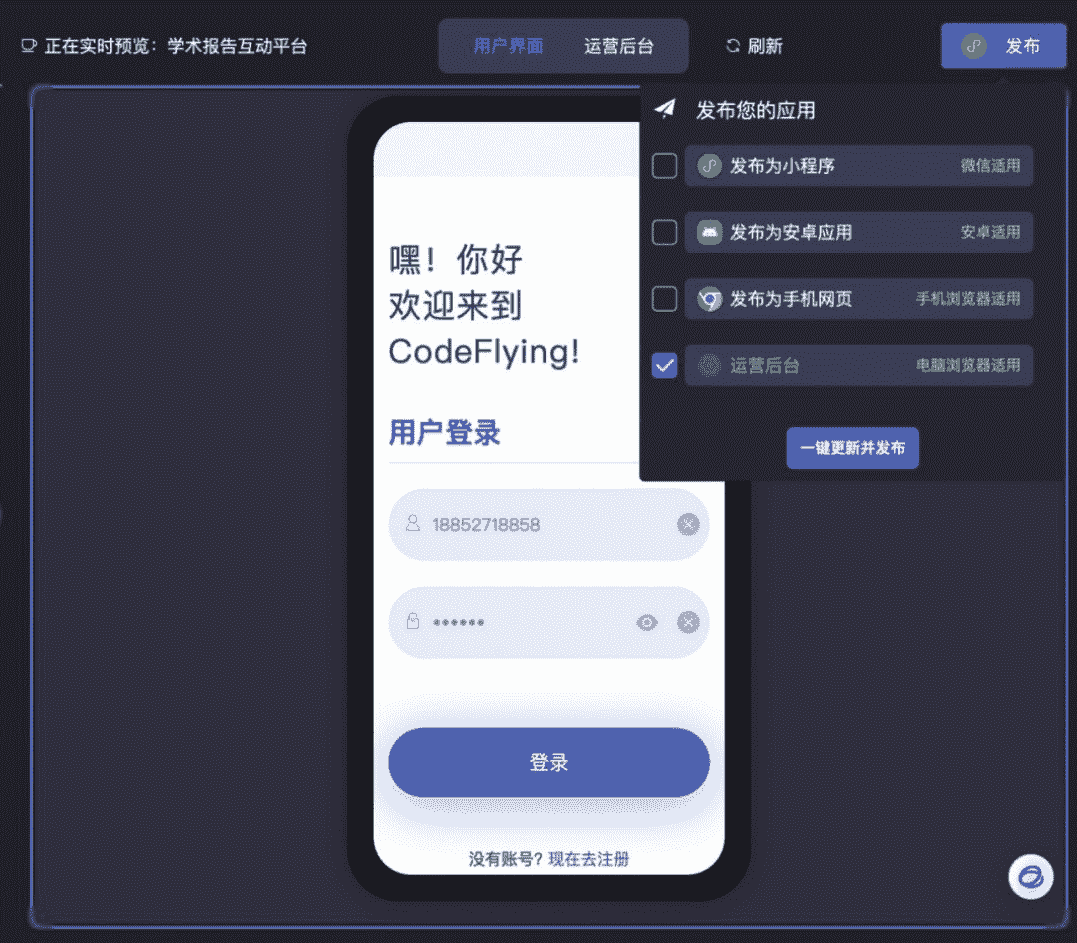 正在实时预览：学术报告互动平台
用户界面
运营后台
刷新
发布
发布您的应用
发布为小程序 微信适用
发布为安卓应用 安卓适用
发布为手机网页 手机浏览器适用
运营后台 电脑浏览器适用
一键更新并发布
嘿！你好
欢迎来到
CodeFlying!
用户登录
18852718858
••••••
登录
没有账号？现在去注册